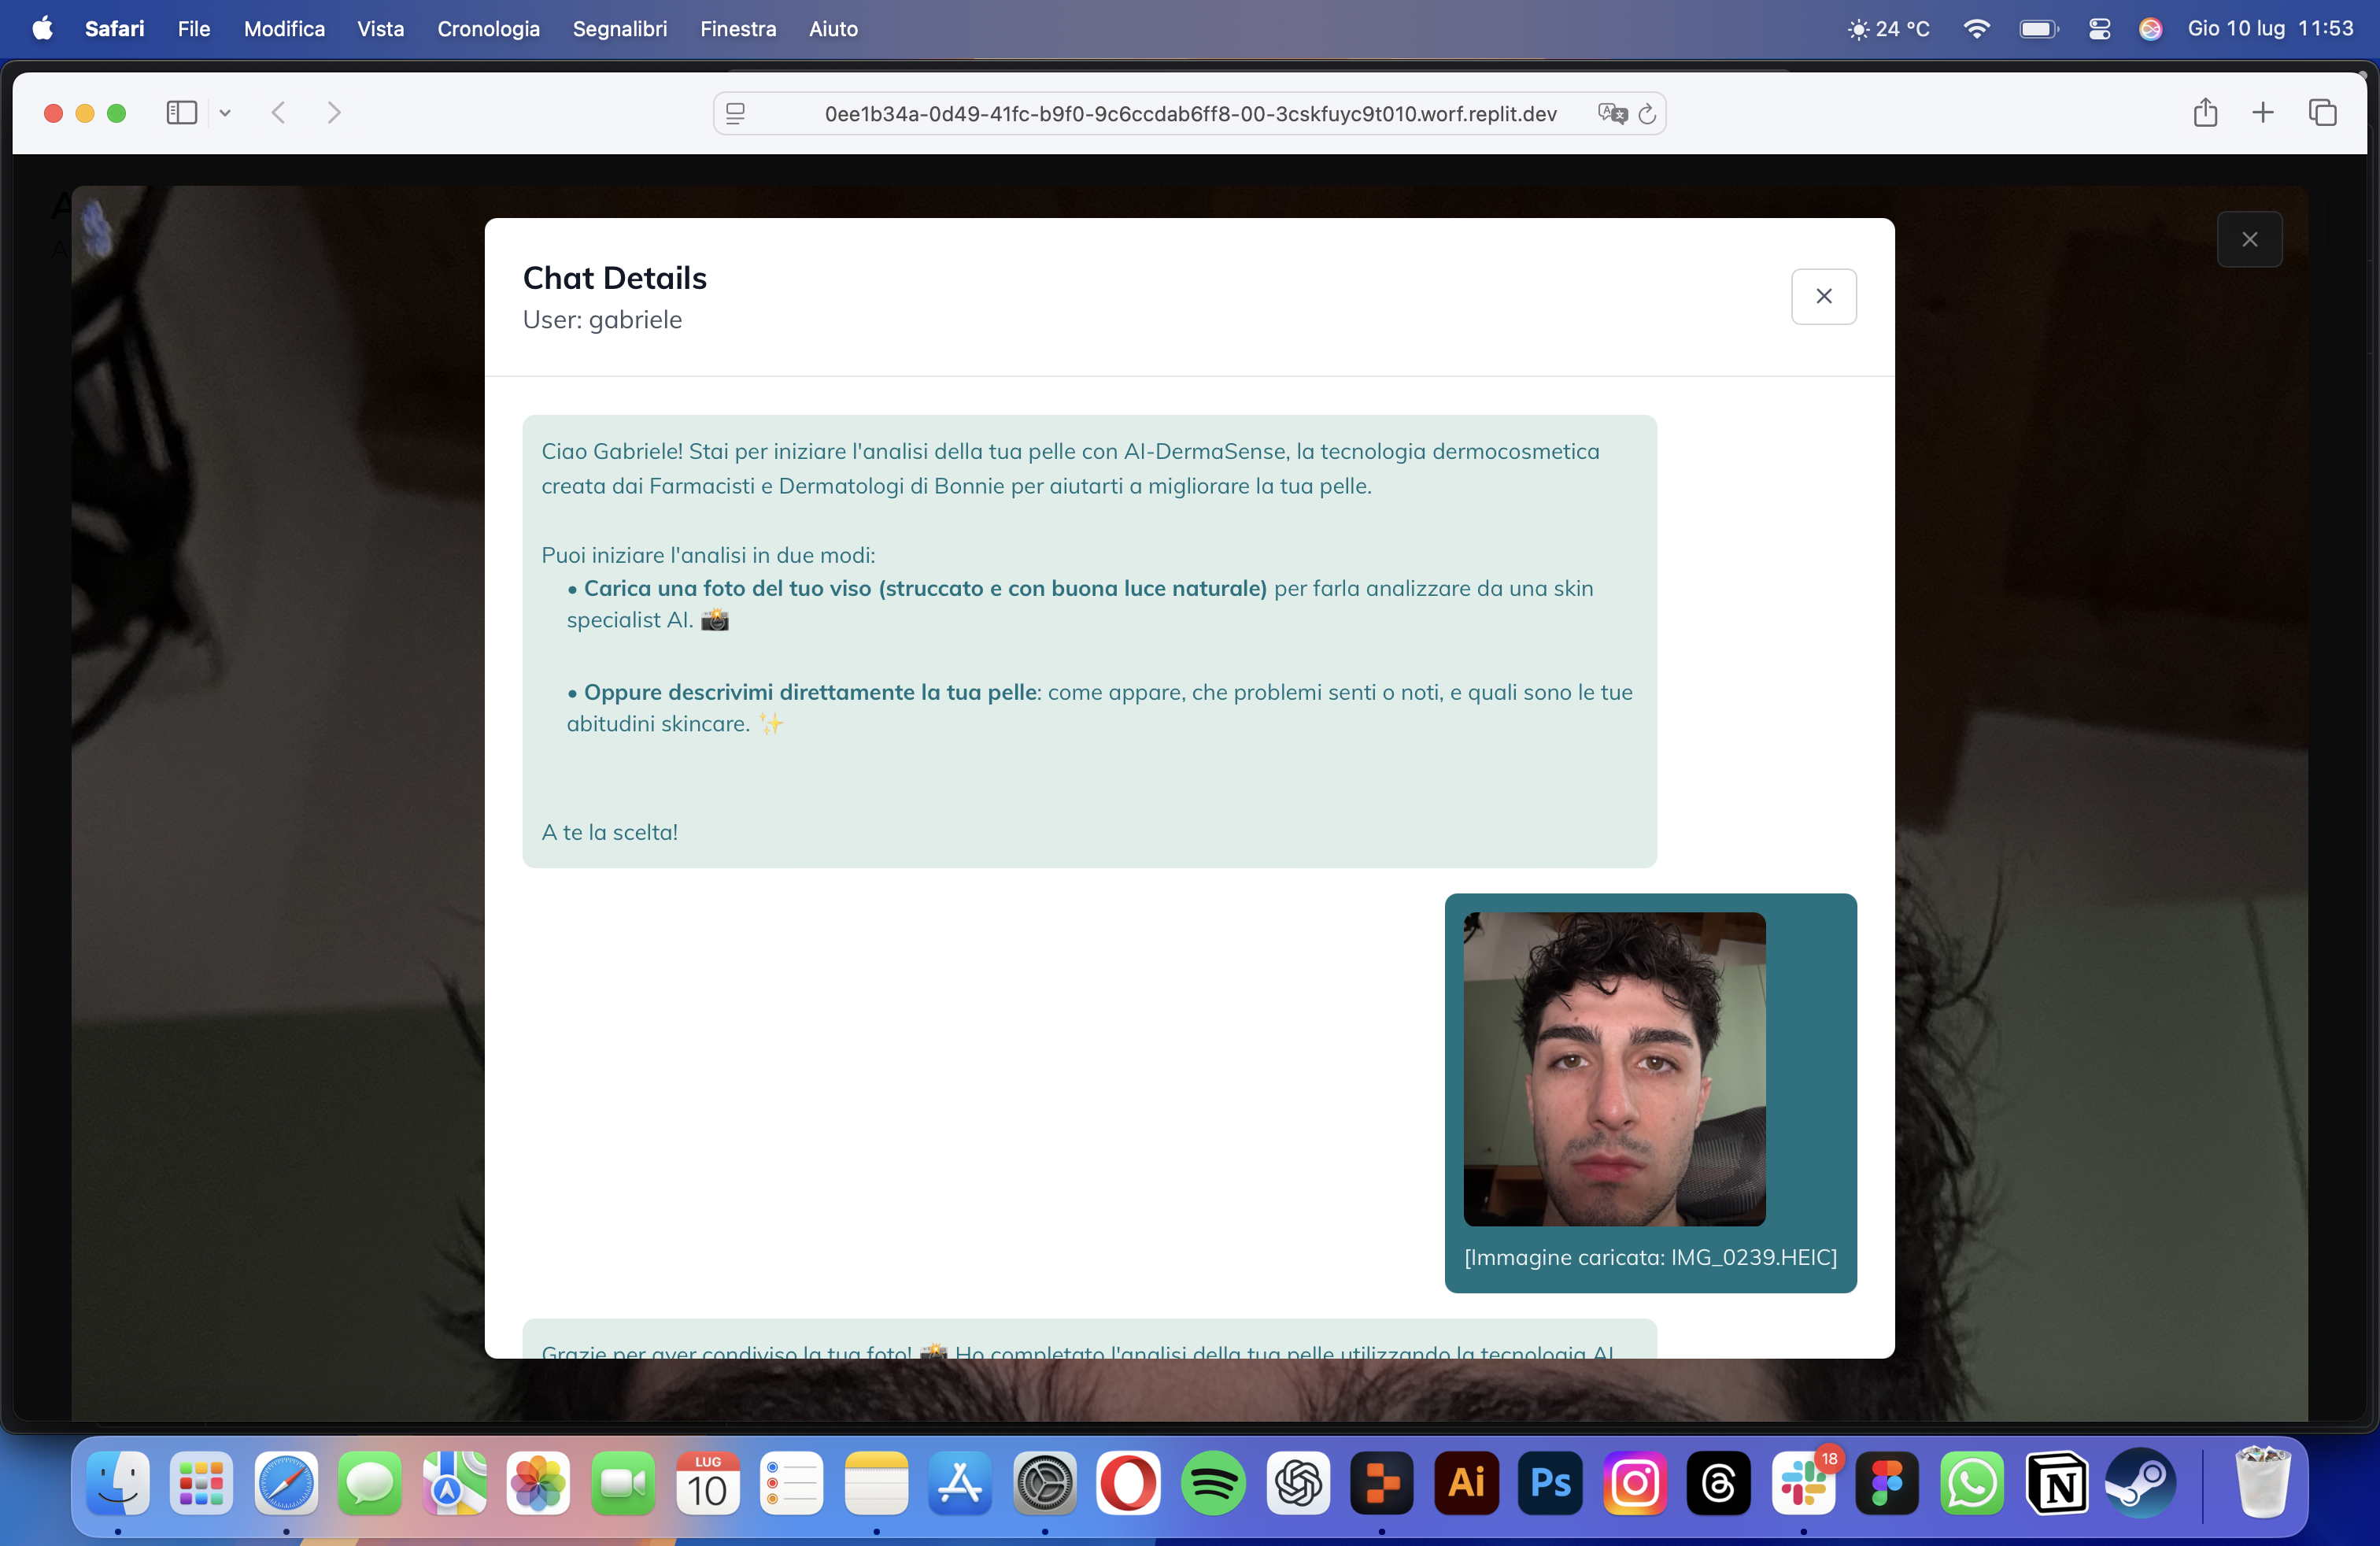 Safari File Modifica Vista Cronologia Segnalibri Finestra Aiuto 24 °C Gio 10 lug 11:53
0ee1b34a-0d49-41fc-b9f0-9c6ccdab6ff8-00-3cskfuyc9t010.worf.replit.dev
Chat Details
User: gabriele
Ciao Gabriele! Stai per iniziare l'analisi della tua pelle con AI-DermaSense, la tecnologia dermocosmetica
creata dai Farmacisti e Dermatologi di Bonnie per aiutarti a migliorare la tua pelle.
Puoi iniziare l'analisi in due modi:
• Carica una foto del tuo viso (struccato e con buona luce naturale) per farla analizzare da una skin
specialist AI. 📸
• Oppure descrivimi direttamente la tua pelle: come appare, che problemi senti o noti, e quali sono le tue
abitudini skincare. ✨
A te la scelta!
[Immagine caricata: IMG_0239.HEIC]
Grazie per aver condiviso la tua foto! 📸 Ho completato l'analisi della tua pelle utilizzando la tecnologia AI
LUG
10
Ai
Ps
18